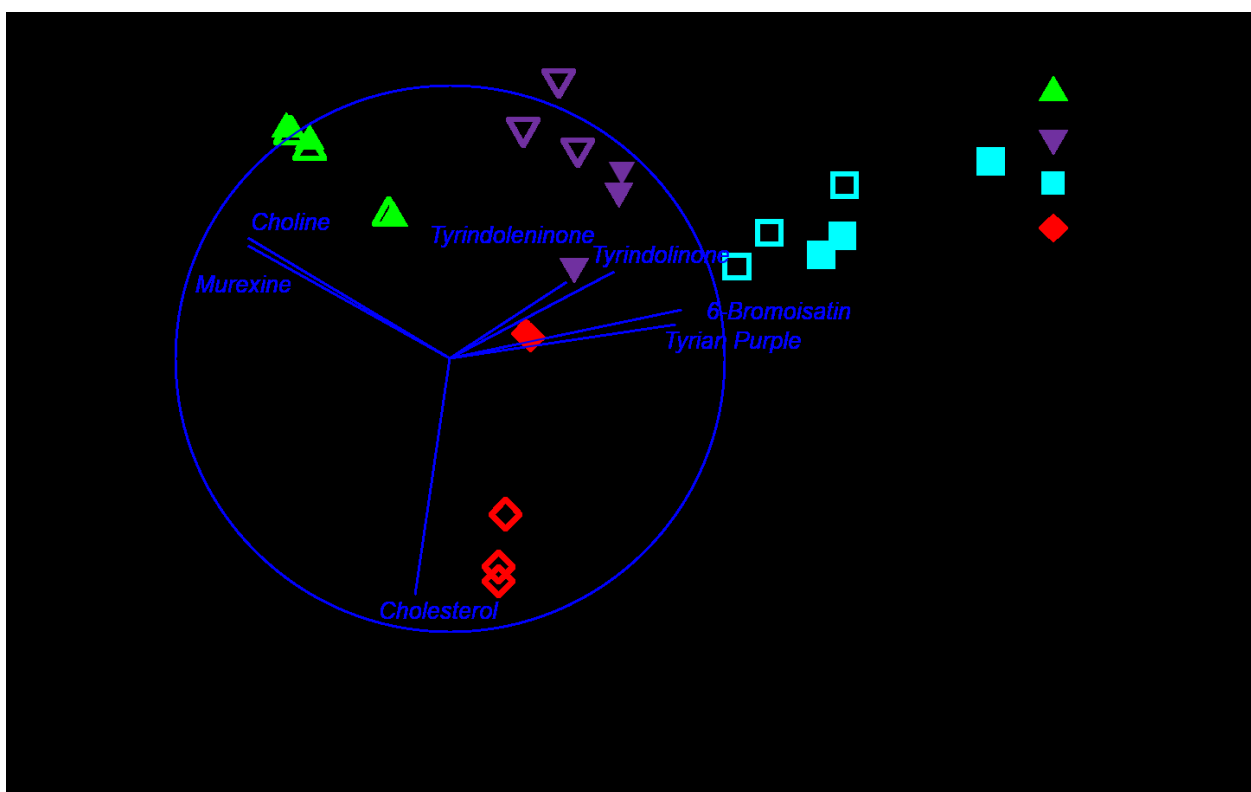 Choline
Tyrindoleninone
Tyrindolinone
Murexine
6-Bromoisatin
Tyrian Purple
Cholesterol